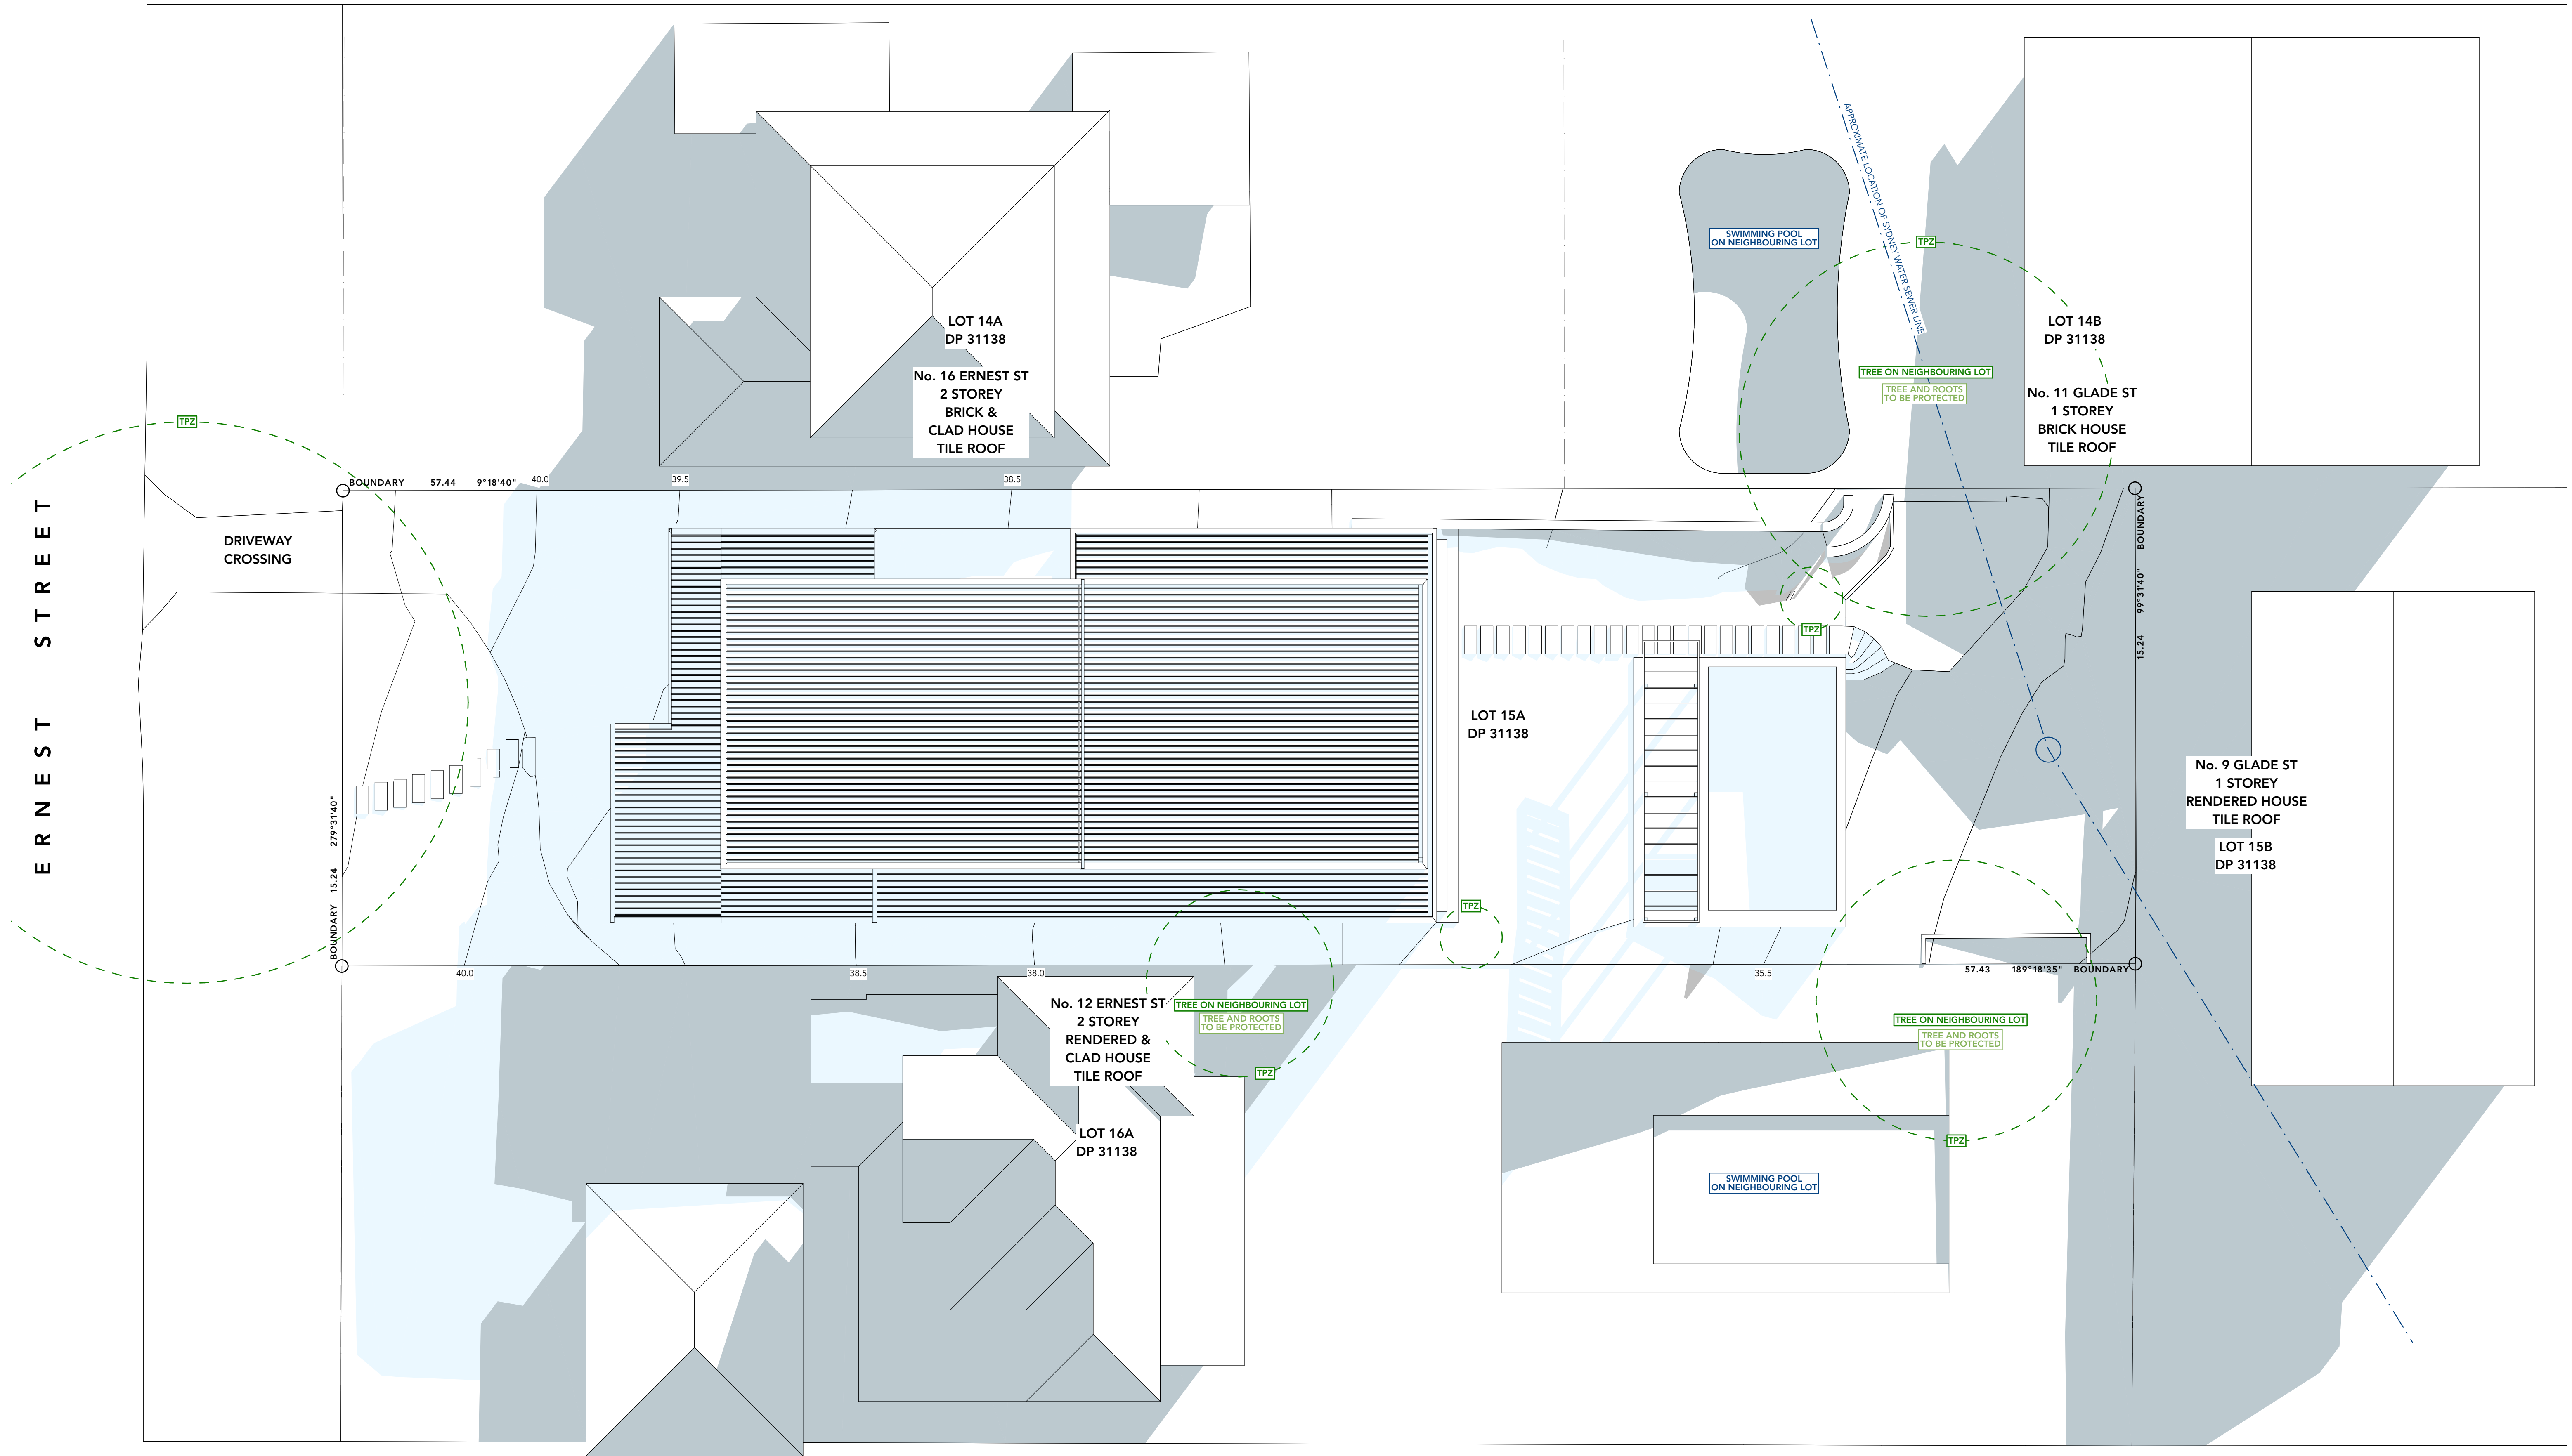 ERNEST STREET
DRIVEWAY
CROSSING
TPZ
BOUNDARY 57.44 9°18'40"
40.0
39.5
38.5
LOT 14A
DP 31138
No. 16 ERNEST ST
2 STOREY
BRICK &
CLAD HOUSE
TILE ROOF
SWIMMING POOL
ON NEIGHBOURING LOT
APPROXIMATE LOCATION OF SYDNEY WATER SEWER LINE
TPZ
TREE ON NEIGHBOURING LOT
TREE AND ROOTS
TO BE PROTECTED
LOT 14B
DP 31138
No. 11 GLADE ST
1 STOREY
BRICK HOUSE
TILE ROOF
15.24 99°31'40" BOUNDARY
TPZ
LOT 15A
DP 31138
No. 9 GLADE ST
1 STOREY
RENDERED HOUSE
TILE ROOF
LOT 15B
DP 31138
BOUNDARY 15.24 279°31'40"
TPZ
40.0
38.5
38.0
35.5
57.43 189°18'35" BOUNDARY
No. 12 ERNEST ST
2 STOREY
RENDERED &
CLAD HOUSE
TILE ROOF
TREE ON NEIGHBOURING LOT
TREE AND ROOTS
TO BE PROTECTED
TPZ
LOT 16A
DP 31138
TREE ON NEIGHBOURING LOT
TREE AND ROOTS
TO BE PROTECTED
TPZ
SWIMMING POOL
ON NEIGHBOURING LOT